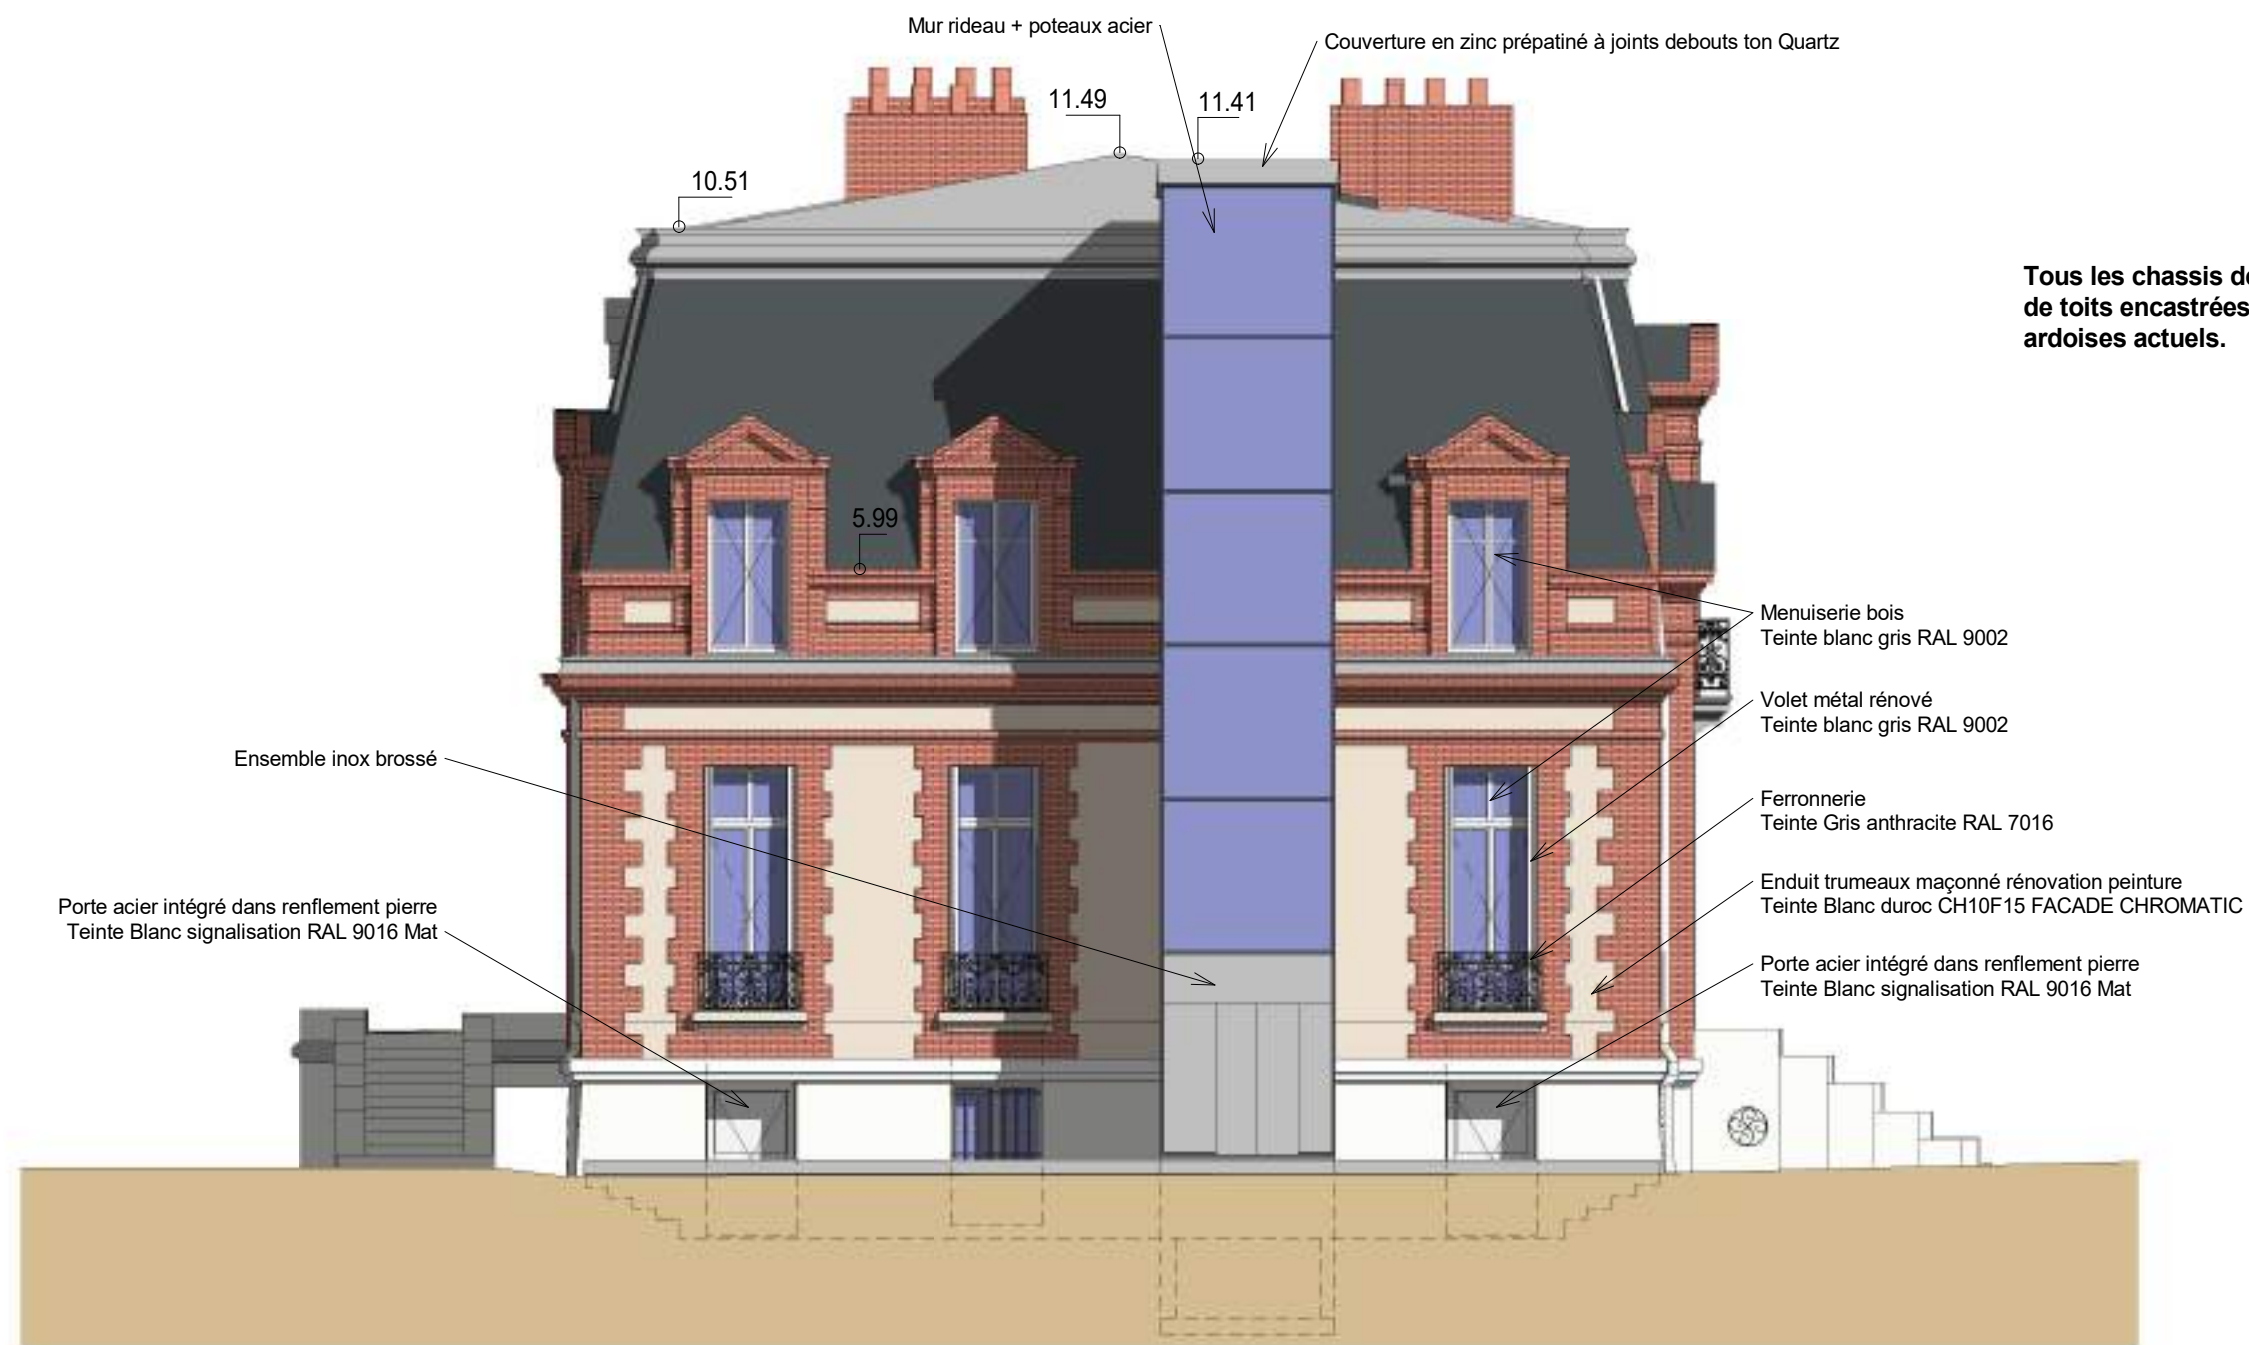 Mur rideau + poteaux acier
Couverture en zinc prépatiné à joints debouts ton Quartz
11.49
11.41
10.51
Tous les chassis
de toits encastrées
ardoises actuels.
5.99
Menuiserie bois
Teinte blanc gris RAL 9002
Volet métal rénové
Teinte blanc gris RAL 9002
Ensemble inox brossé
Ferronnerie
Teinte Gris anthracite RAL 7016
Enduit trumeaux maçonné rénovation peinture
Teinte Blanc duroc CH10F15 FACADE CHROMATIC
Porte acier intégré dans renflement pierre
Teinte Blanc signalisation RAL 9016 Mat
Porte acier intégré dans renflement pierre
Teinte Blanc signalisation RAL 9016 Mat